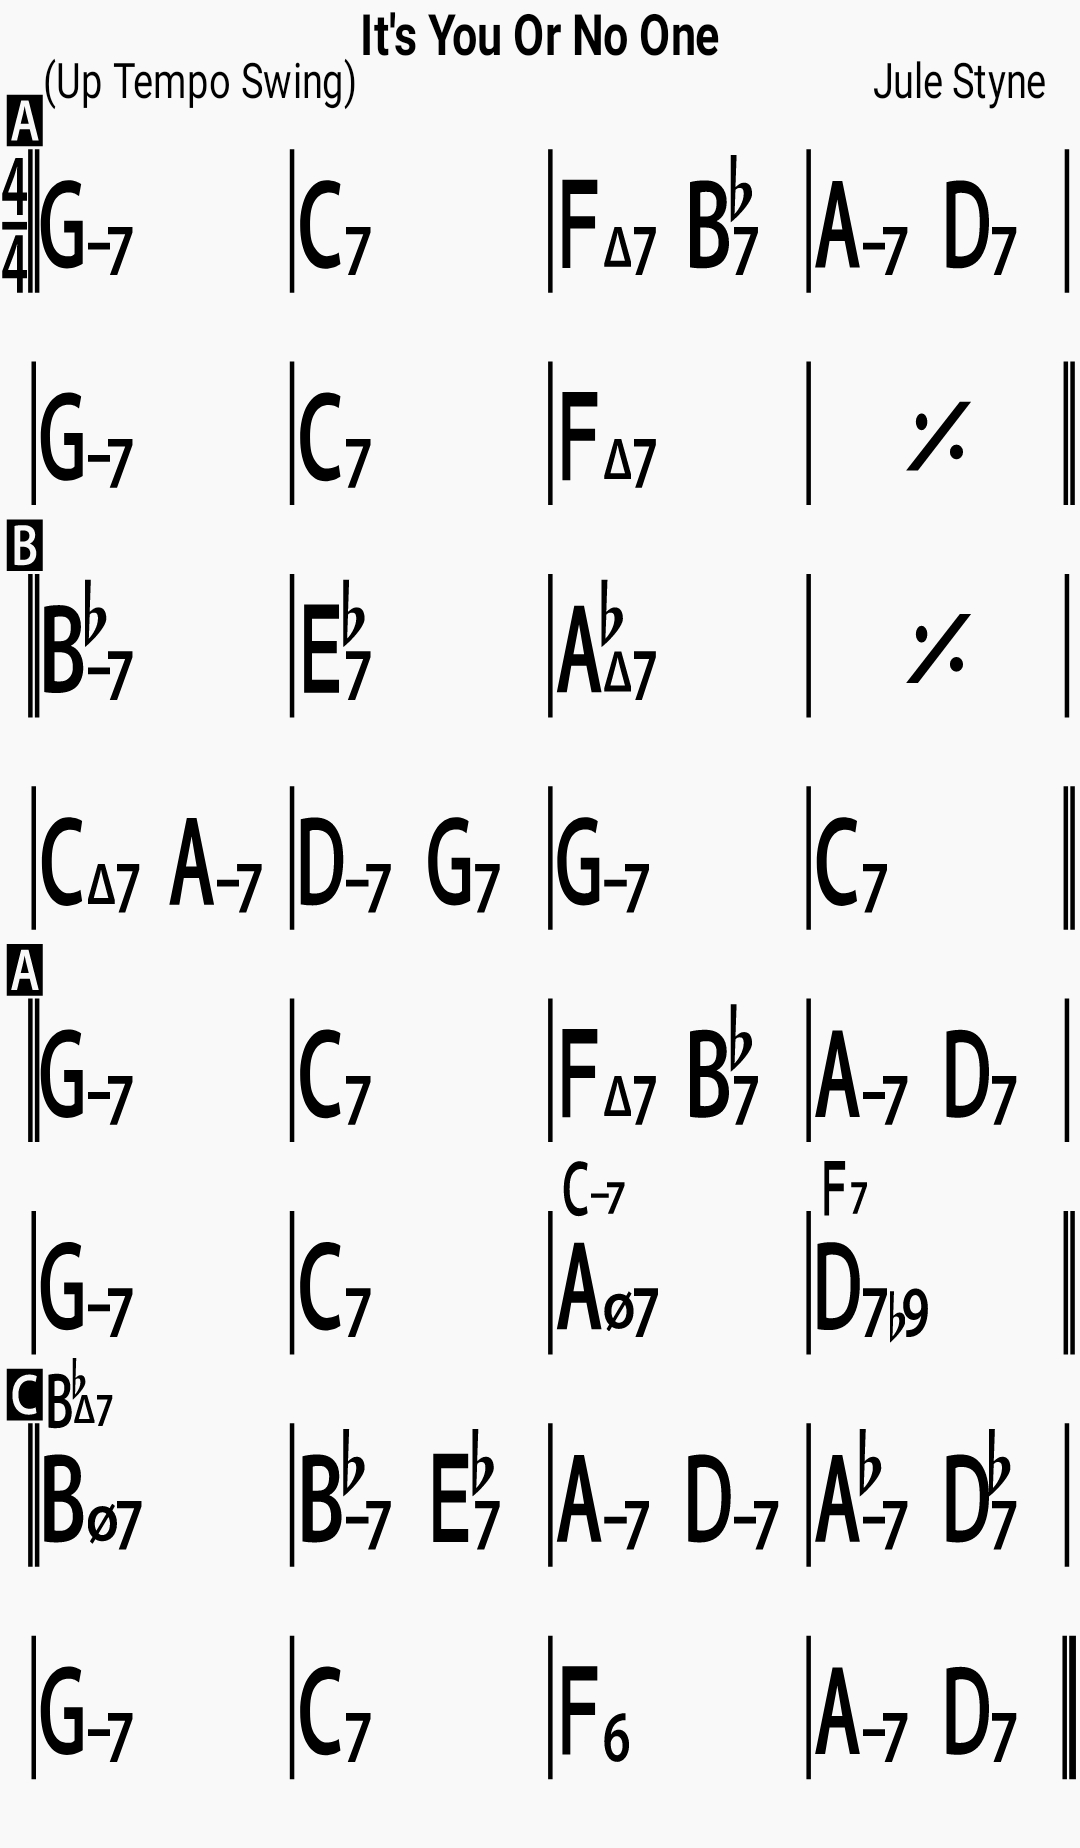 It's You Or No One
(Up Tempo Swing) Jule Styne
A
4/4 G–7 C7 FΔ7 B♭7 A–7 D7
G–7 C7 FΔ7 𝄎
B
B♭–7 E♭7 A♭Δ7 𝄎
CΔ7 A–7 D–7 G7 G–7 C7
A
G–7 C7 FΔ7 B♭7 A–7 D7
C–7 F7
G–7 C7 Aø7 D7♭9
C B♭Δ7
Bø7 B♭–7 E♭7 A–7 D–7 A♭–7 D♭7
G–7 C7 F6 A–7 D7